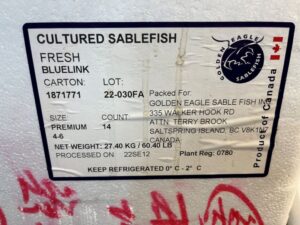 CULTURED SABLEFISH
FRESH
BLUELINK
CARTON: LOT:
1871771 22-030FA Packed For:
GOLDEN EAGLE SABLE FISH INC
SIZE: COUNT 335 WALKER HOOK RD
PREMIUM 14 ATTN. TERRY BROOK
4-6 SALTSPRING ISLAND, BC V8K1
NET-WEIGHT: 27.40 KG / 60.40 LB CANADA
PROCESSED ON 22SE12 Plant Reg: 0780
KEEP REFRIGERATED 0° C - 2° C
GOLDEN EAGLE
SABLEFISH
Product of Canada